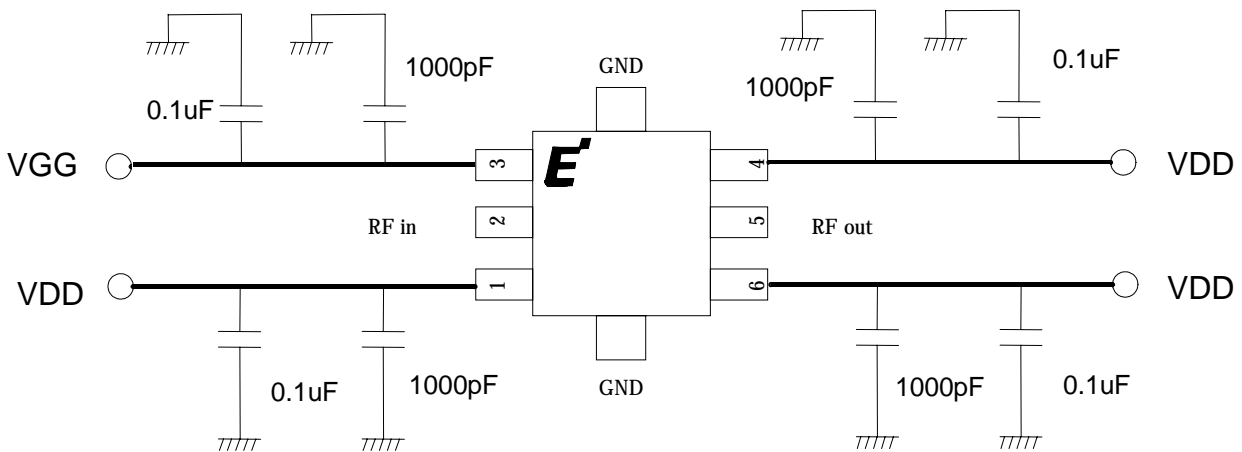 GND
1000pF
0.1uF
0.1uF
1000pF
VGG
3
E
4
VDD
RF in
2
5
RF out
VDD
1
6
VDD
0.1uF
1000pF
GND
1000pF
0.1uF